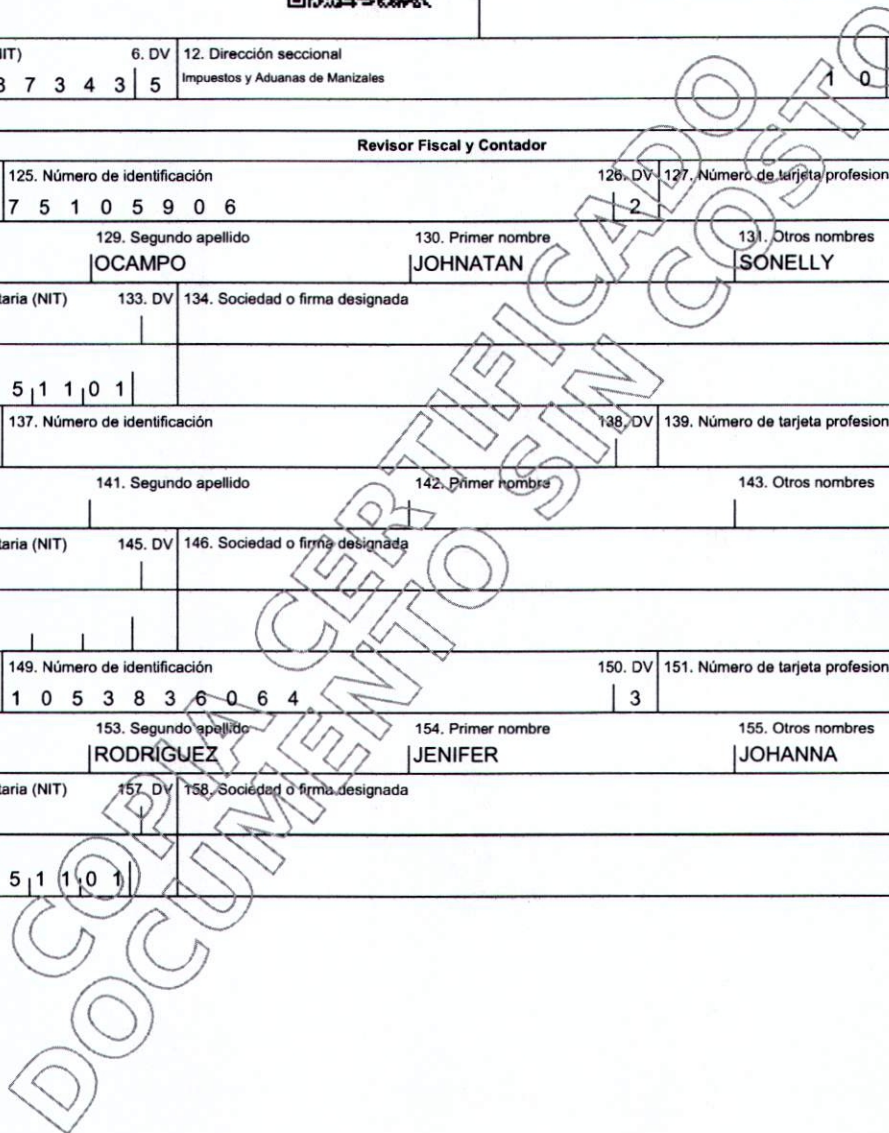 IIT) 6. DV 12. Dirección seccional
8 7 3 4 3 5 Impuestos y Aduanas de Manizales 1 0
Revisor Fiscal y Contador
125. Número de identificación 126. DV 127. Número de tarjeta profesion
7 5 1 0 5 9 0 6 2
129. Segundo apellido 130. Primer nombre 131. Otros nombres
OCAMPO JOHNATAN SONELLY
taria (NIT) 133. DV 134. Sociedad o firma designada
5 1 1 0 1
137. Número de identificación 138. DV 139. Número de tarjeta profesion
141. Segundo apellido 142. Primer nombre 143. Otros nombres
taria (NIT) 145. DV 146. Sociedad o firma designada
149. Número de identificación 150. DV 151. Número de tarjeta profesion
1 0 5 3 8 3 6 0 6 4 3
153. Segundo apellido 154. Primer nombre 155. Otros nombres
RODRIGUEZ JENIFER JOHANNA
taria (NIT) 157. DV 158. Sociedad o firma designada
5 1 1 0 1
COPIA CERTIFICADO
DOCUMENTO SIN COSTO